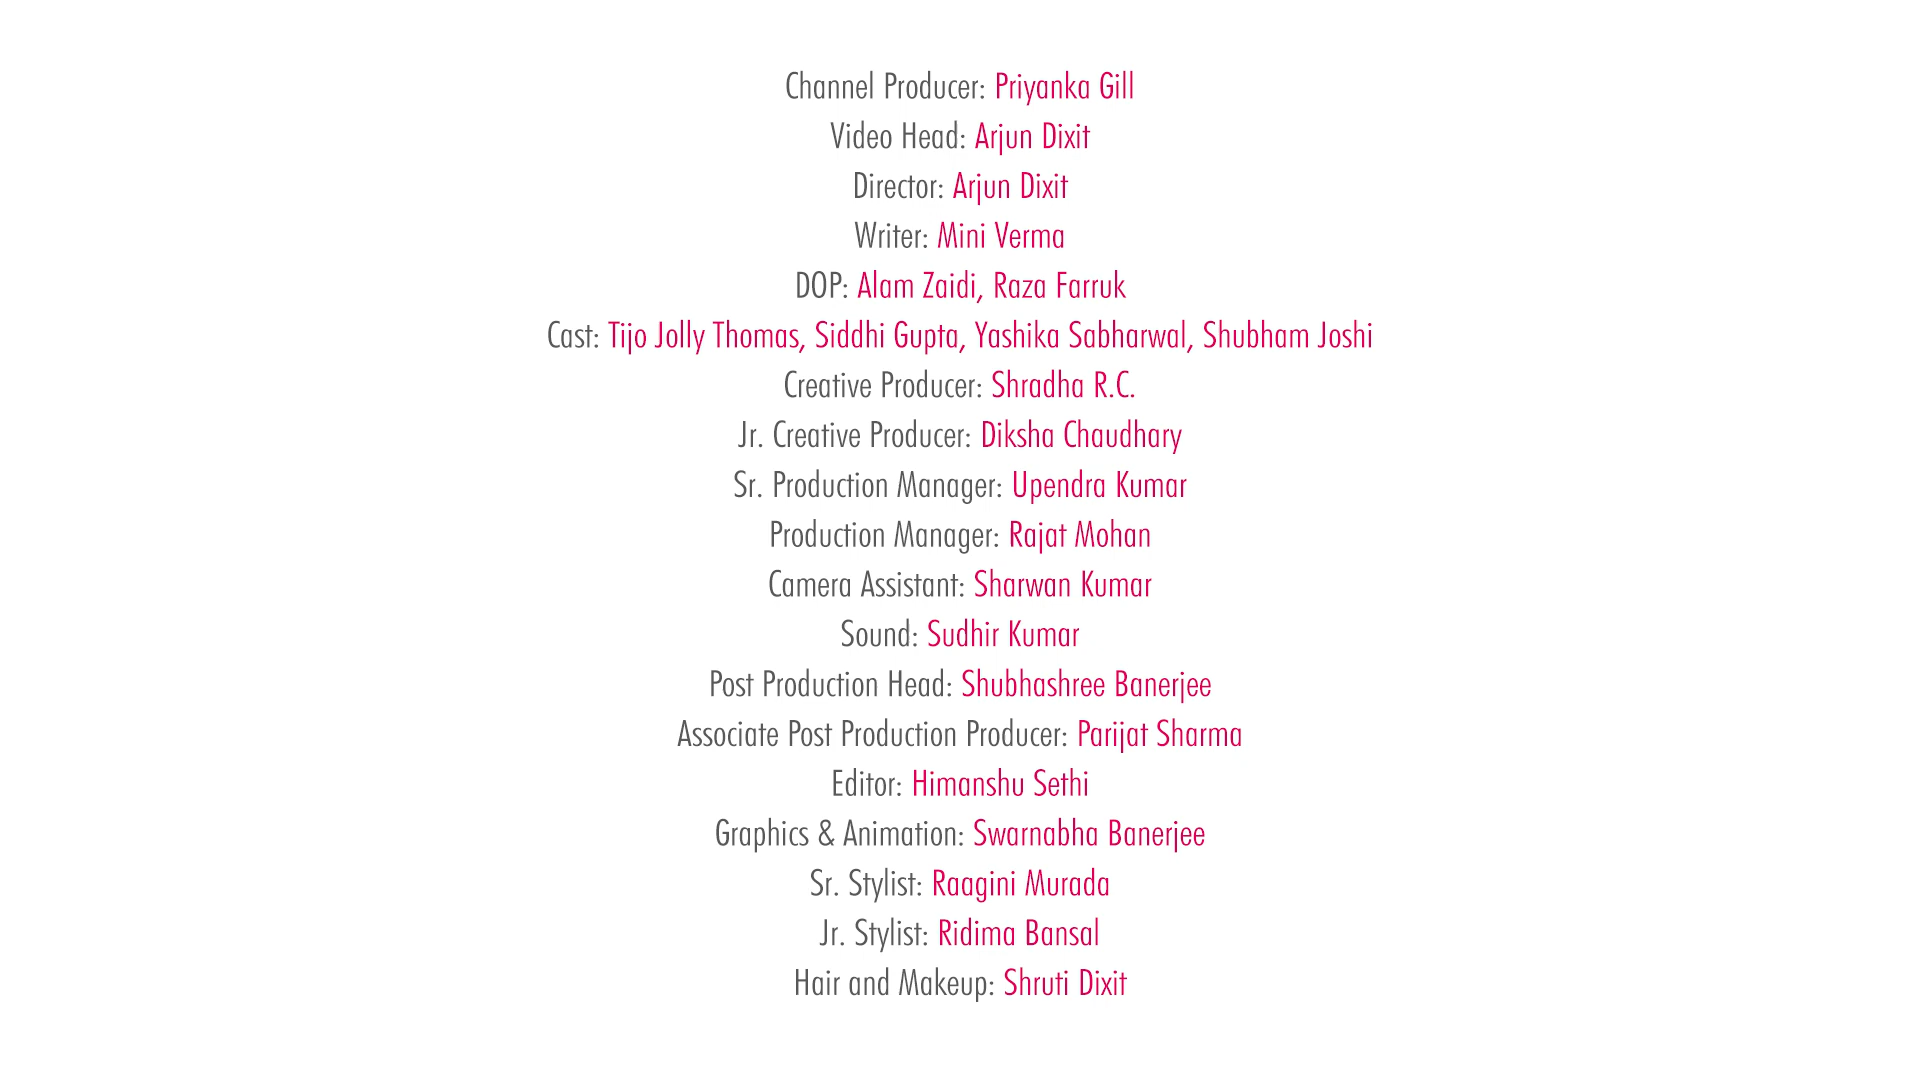 Channel Producer: Priyanka Gill
Video Head: Arjun Dixit
Director: Arjun Dixit
Writer: Mini Verma
DOP: Alam Zaidi, Raza Farruk
Cast: Tijo Jolly Thomas, Siddhi Gupta, Yashika Sabharwal, Shubham Joshi
Creative Producer: Shradha R.C.
Jr. Creative Producer: Diksha Chaudhary
Sr. Production Manager: Upendra Kumar
Production Manager: Rajat Mohan
Camera Assistant: Sharwan Kumar
Sound: Sudhir Kumar
Post Production Head: Shubhashree Banerjee
Associate Post Production Producer: Parijat Sharma
Editor: Himanshu Sethi
Graphics & Animation: Swarnabha Banerjee
Sr. Stylist: Raagini Murada
Jr. Stylist: Ridima Bansal
Hair and Makeup: Shruti Dixit